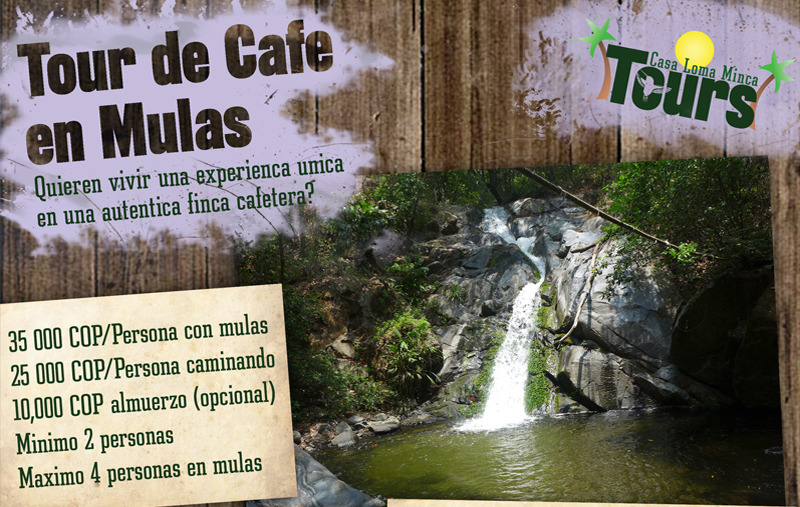 Tour de Cafe
en Mulas
Quieren vivir una experienca unica
en una autentica finca cafetera?
Casa Loma Minca
Tours
35 000 COP/Persona con mulas
25 000 COP/Persona caminando
10,000 COP almuerzo (opcional)
Minimo 2 personas
Maximo 4 personas en mulas